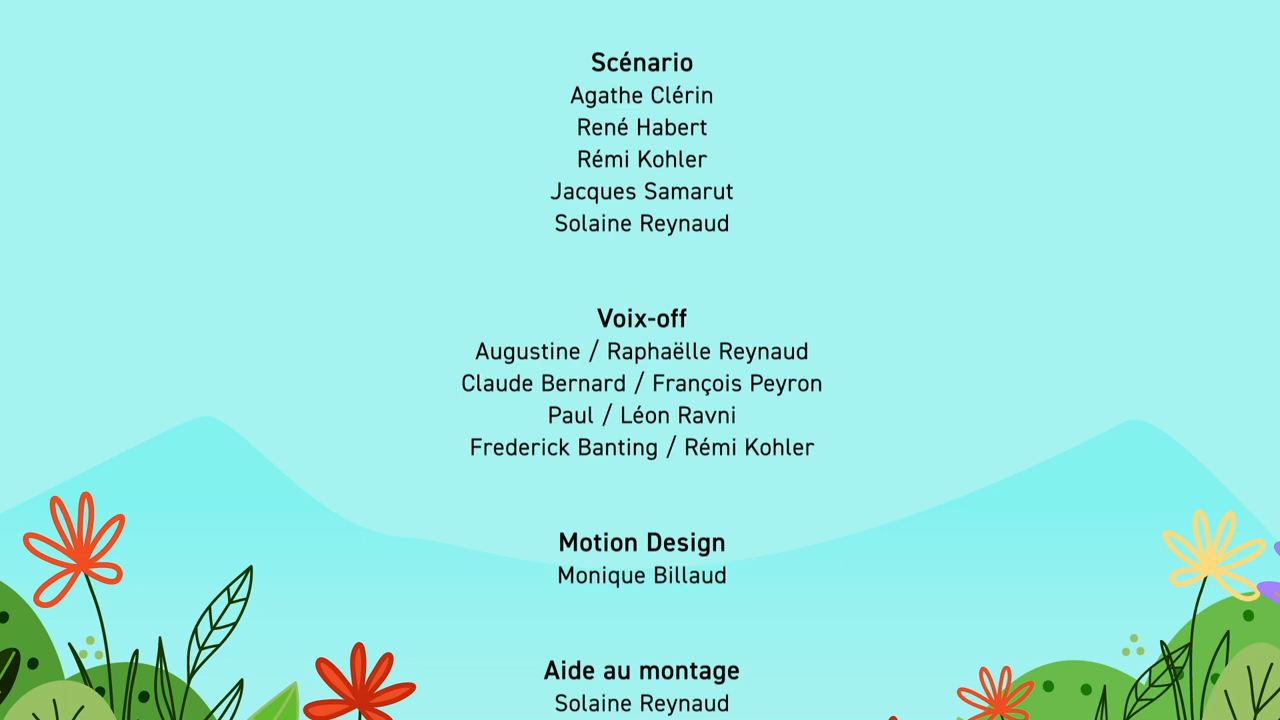 Scénario
Agathe Clérin
René Habert
Rémi Kohler
Jacques Samarut
Solaine Reynaud
Voix-off
Augustine / Raphaëlle Reynaud
Claude Bernard / François Peyron
Paul / Léon Ravni
Frederick Banting / Rémi Kohler
Motion Design
Monique Billaud
Aide au montage
Solaine Reynaud